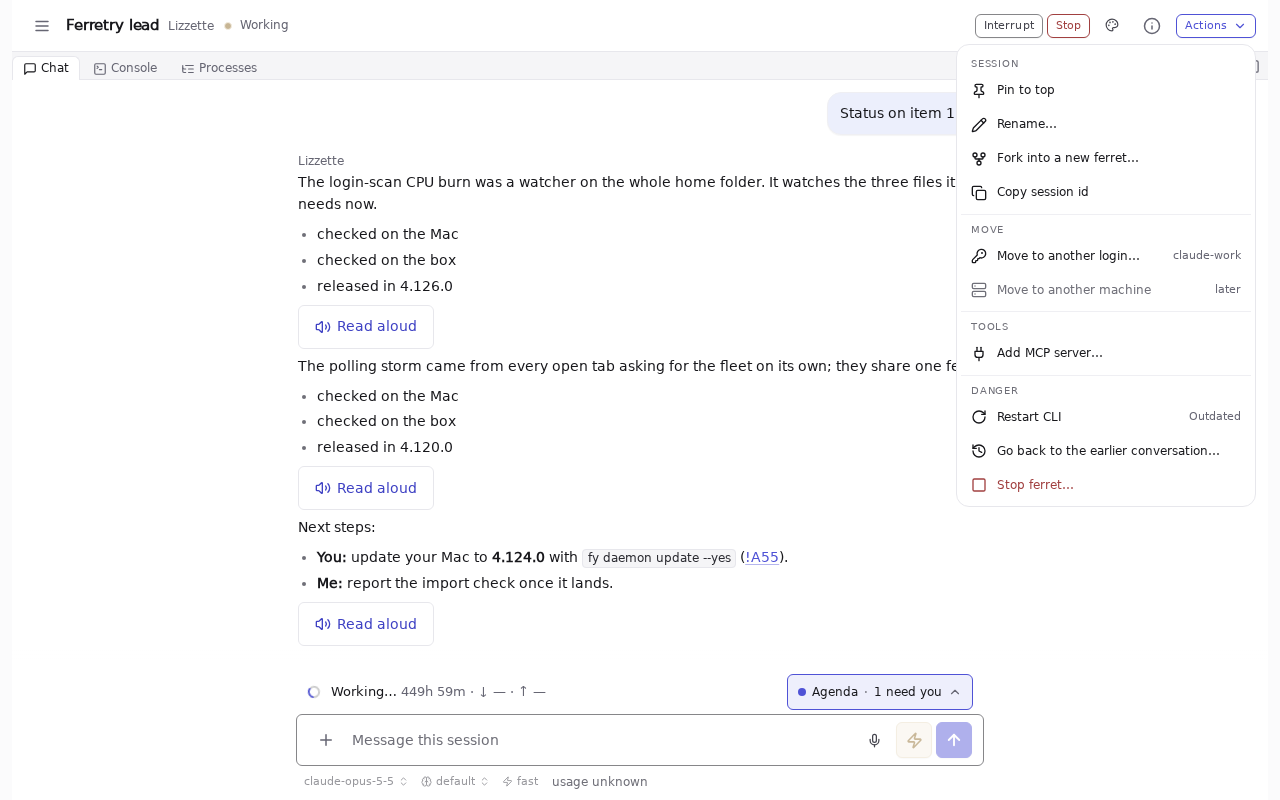 Ferretry lead Lizzette Working Interrupt Stop Actions
Chat Console Processes
SESSION
Pin to top
Rename...
Fork into a new ferret...
Copy session id
MOVE
Move to another login... claude-work
Move to another machine later
TOOLS
Add MCP server...
DANGER
Restart CLI Outdated
Go back to the earlier conversation...
Stop ferret...
Status on item 1
Lizzette
The login-scan CPU burn was a watcher on the whole home folder. It watches the three files it
needs now.
• checked on the Mac
• checked on the box
• released in 4.126.0
Read aloud
The polling storm came from every open tab asking for the fleet on its own; they share one
• checked on the Mac
• checked on the box
• released in 4.120.0
Read aloud
Next steps:
• You: update your Mac to 4.124.0 with fy daemon update --yes (!A55).
• Me: report the import check once it lands.
Read aloud
Working... 449h 59m · ↓ — · ↑ — Agenda · 1 need you
Message this session
claude-opus-5-5 default fast usage unknown